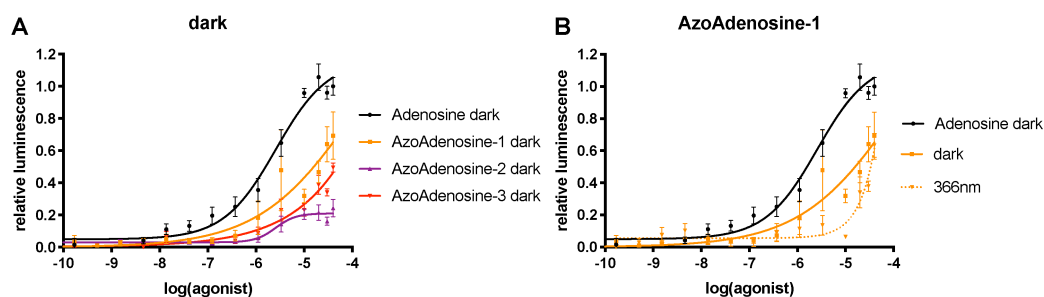 A
dark
relative luminescence
1.2
1.0
0.8
0.6
0.4
0.2
0.0
-10 -9 -8 -7 -6 -5 -4
log(agonist)
Adenosine dark
AzoAdenosine-1 dark
AzoAdenosine-2 dark
AzoAdenosine-3 dark
B
AzoAdenosine-1
relative luminescence
1.2
1.0
0.8
0.6
0.4
0.2
0.0
-10 -9 -8 -7 -6 -5 -4
log(agonist)
Adenosine dark
dark
366nm